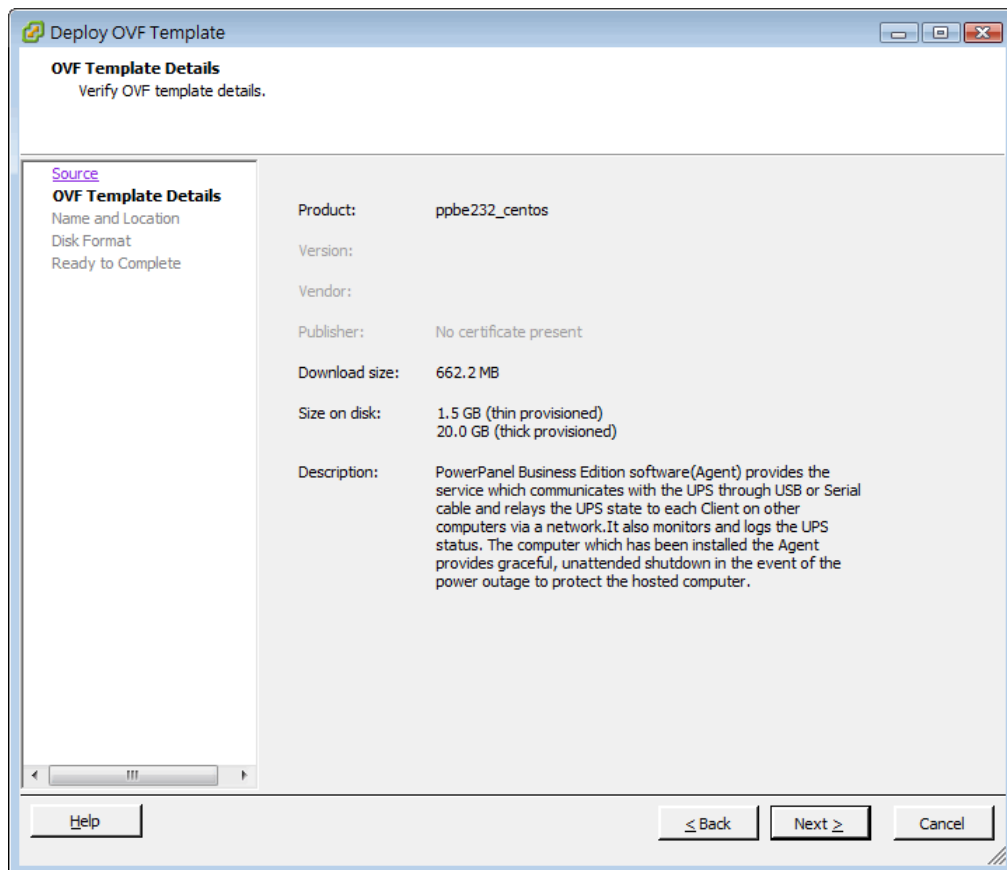 Deploy OVF Template
OVF Template Details
Verify OVF template details.
Source
OVF Template Details
Name and Location
Disk Format
Ready to Complete
Product: ppbe232_centos
Version:
Vendor:
Publisher: No certificate present
Download size: 662.2 MB
Size on disk: 1.5 GB (thin provisioned)
20.0 GB (thick provisioned)
Description: PowerPanel Business Edition software(Agent) provides the
service which communicates with the UPS through USB or Serial
cable and relays the UPS state to each Client on other
computers via a network.It also monitors and logs the UPS
status. The computer which has been installed the Agent
provides graceful, unattended shutdown in the event of the
power outage to protect the hosted computer.
Help
< Back
Next >
Cancel